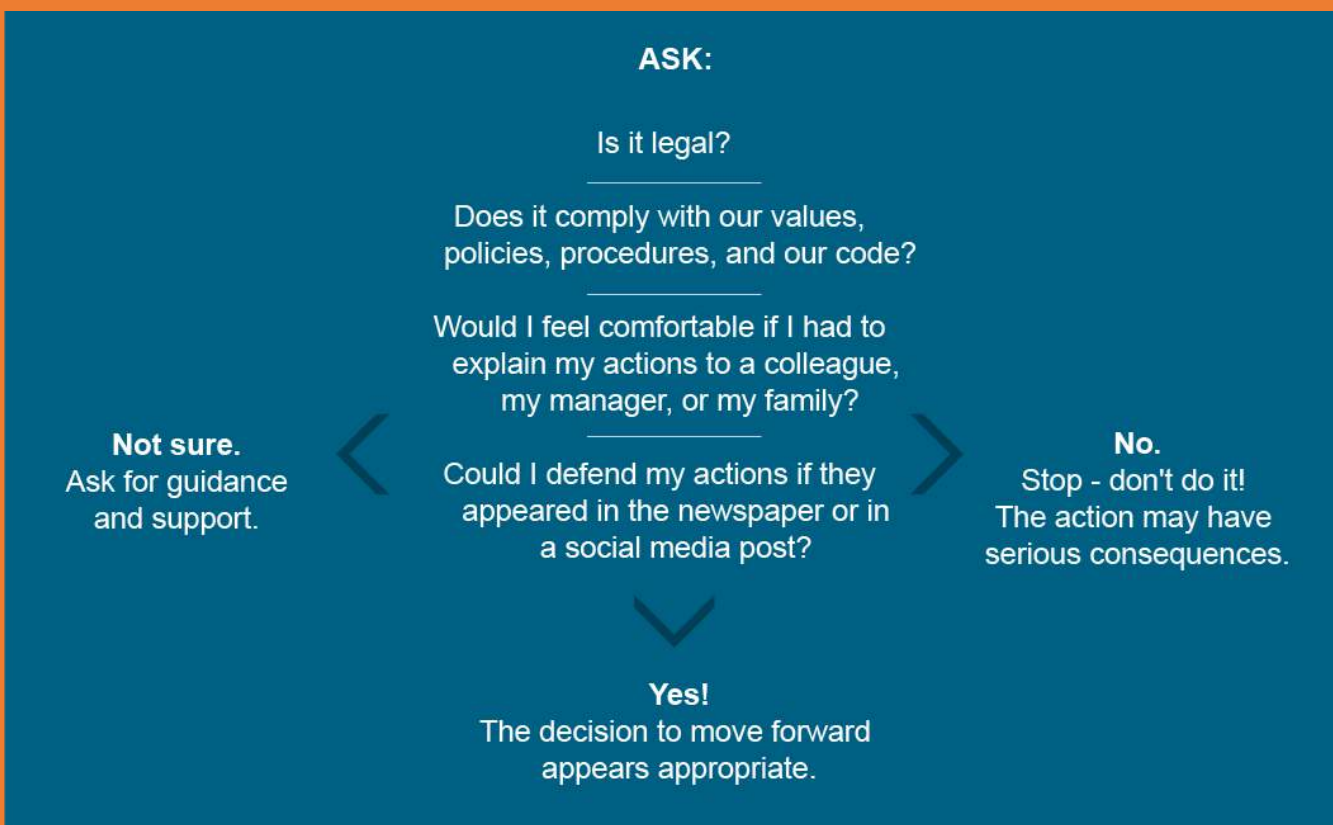 ASK:
Is it legal?
Does it comply with our values,
policies, procedures, and our code?
Would I feel comfortable if I had to
explain my actions to a colleague,
my manager, or my family?
Could I defend my actions if they
appeared in the newspaper or in
a social media post?
Not sure.
Ask for guidance
and support.
No.
Stop - don't do it!
The action may have
serious consequences.
Yes!
The decision to move forward
appears appropriate.